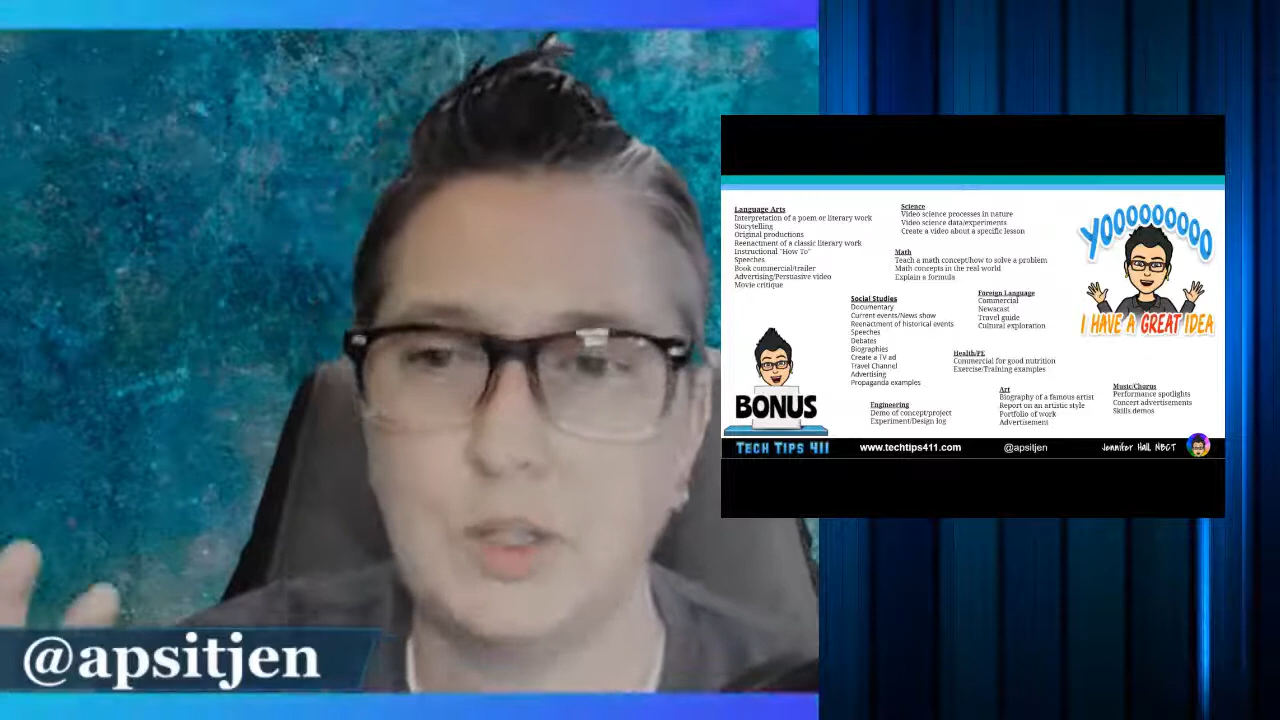 @apsitjen
Language Arts
Interpretation of a poem or literary work
Storytelling
Original productions
Reenactment of a classic literary work
Instructional "How To"
Speeches
Book commercial/trailer
Advertising/Persuasive video
Movie critique
Science
Video science processes in nature
Video science data/experiments
Create a video about a specific lesson
Math
Teach a math concept/how to solve a problem
Math concepts in the real world
Explain a formula
Social Studies
Documentary
Current events/News show
Reenactment of historical events
Speeches
Debates
Biographies
Create a TV ad
Travel Channel
Advertising
Propaganda examples
Foreign Language
Commercial
Newscast
Travel guide
Cultural exploration
Health/PE
Commercial for good nutrition
Exercise/Training examples
Engineering
Demo of concept/project
Experiment/Design log
Art
Biography of a famous artist
Report on an artistic style
Portfolio of work
Advertisement
Music/Chorus
Performance spotlights
Concert advertisements
Skills demos
YOOOOOOOOO
I HAVE A GREAT IDEA
BONUS
TECH TIPS 411
www.techtips411.com
@apsitjen
Jennifer Hall, NBCT